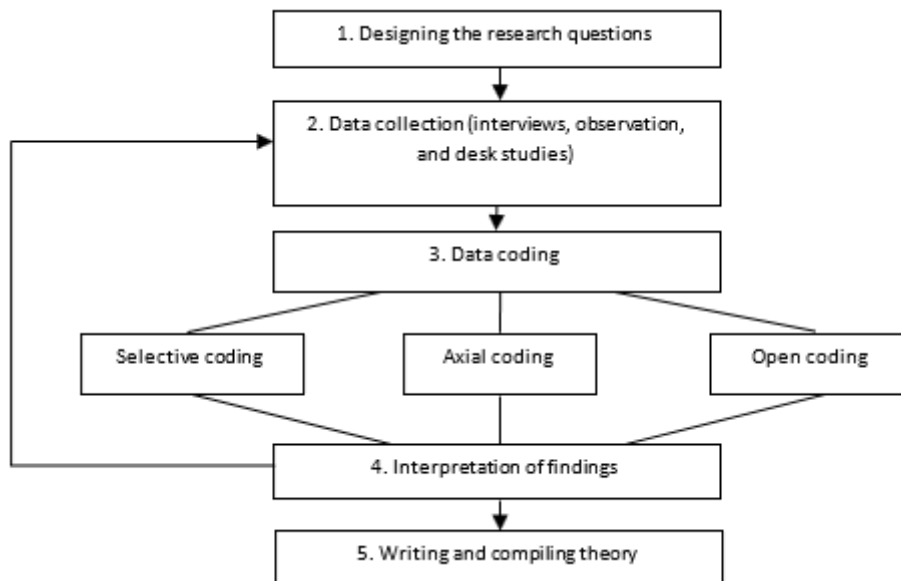 1. Designing the research questions
2. Data collection (interviews, observation,
and desk studies)
3. Data coding
Selective coding
Axial coding
Open coding
4. Interpretation of findings
5. Writing and compiling theory